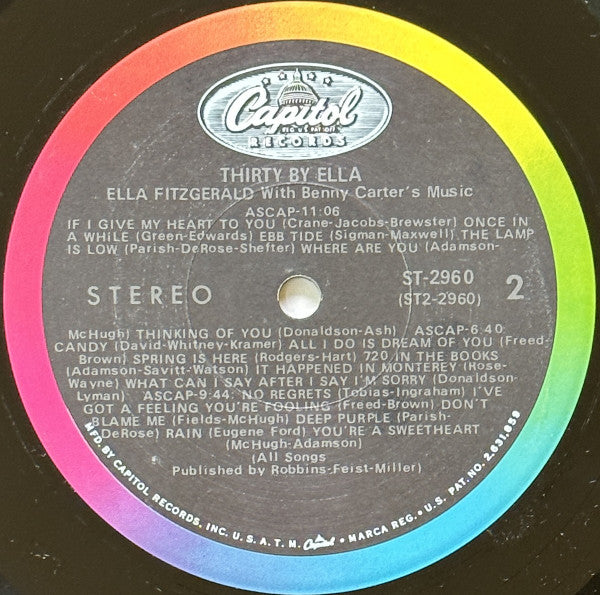 Capitol
REG. U.S. PAT. OFF.
RECORDS
THIRTY BY ELLA
ELLA FITZGERALD With Benny Carter's Music
ASCAP-11:06
IF I GIVE MY HEART TO YOU (Crane-Jacobs-Brewster) ONCE IN
A WHILE (Green-Edwards) EBB TIDE (Sigman-Maxwell) THE LAMP
IS LOW (Parish-DeRose-Shefter) WHERE ARE YOU (Adamson-
STEREO
ST-2960
(ST2-2960)
2
McHugh) THINKING OF YOU (Donaldson-Ash) ASCAP-6:40
CANDY (David-Whitney-Kramer) ALL I DO IS DREAM OF YOU (Freed-
Brown) SPRING IS HERE (Rodgers-Hart) 720 IN THE BOOKS
(Adamson-Savitt-Watson) IT HAPPENED IN MONTEREY (Rose-
Wayne) WHAT CAN I SAY AFTER I SAY I'M SORRY (Donaldson-
Lyman) ASCAP-9:44: NO REGRETS (Tobias-Ingraham) I'VE
GOT A FEELING YOU'RE FOOLING (Freed-Brown) DON'T
BLAME ME (Fields-McHugh) DEEP PURPLE (Parish-
DeRose) RAIN (Eugene Ford) YOU'RE A SWEETHEART
(McHugh-Adamson)
(All Songs
Published by Robbins-Feist-Miller)
MFD. BY CAPITOL RECORDS, INC. U.S.A. T.M. Capitol • MARCA REG. • U.S. PAT. NO. 2,631,859